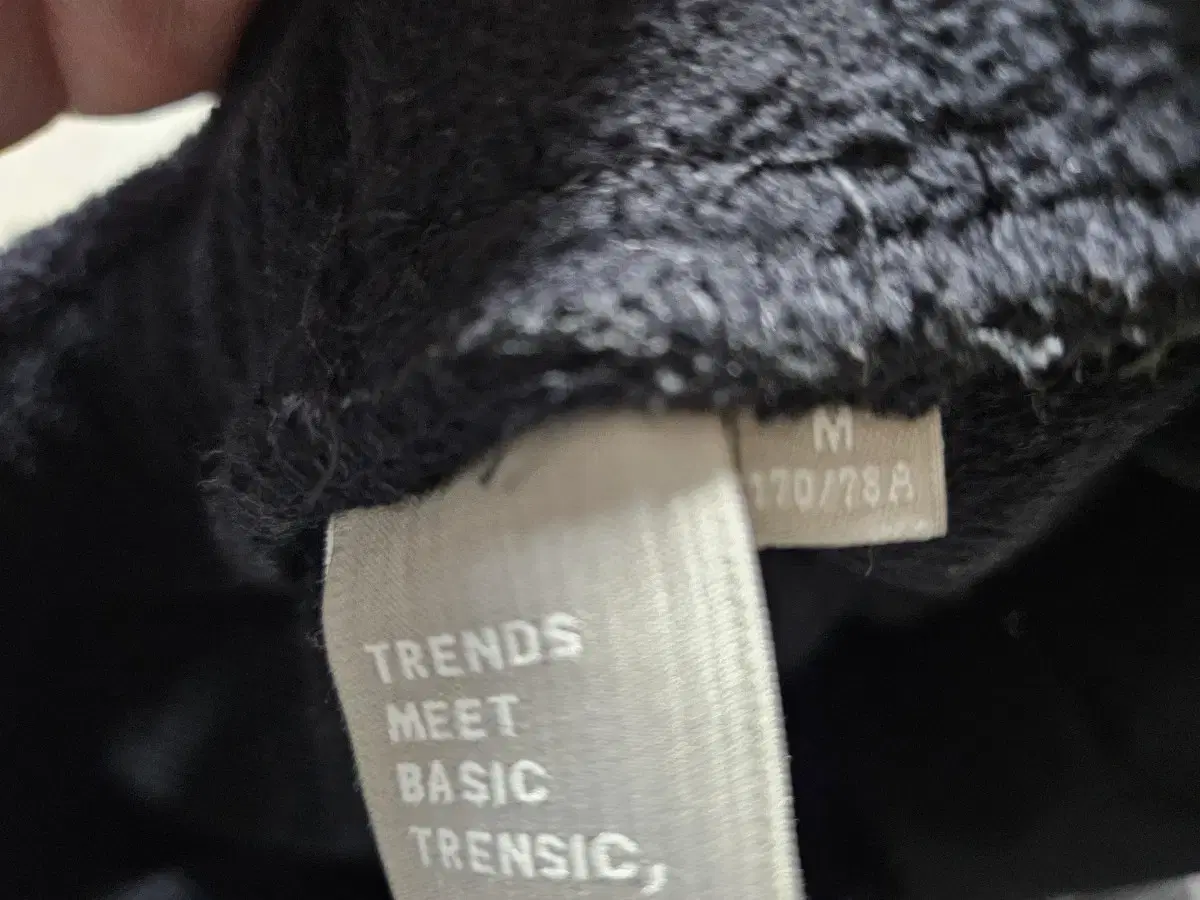 M
170/78A
TRENDS
MEET
BASIC
TRENSIC,